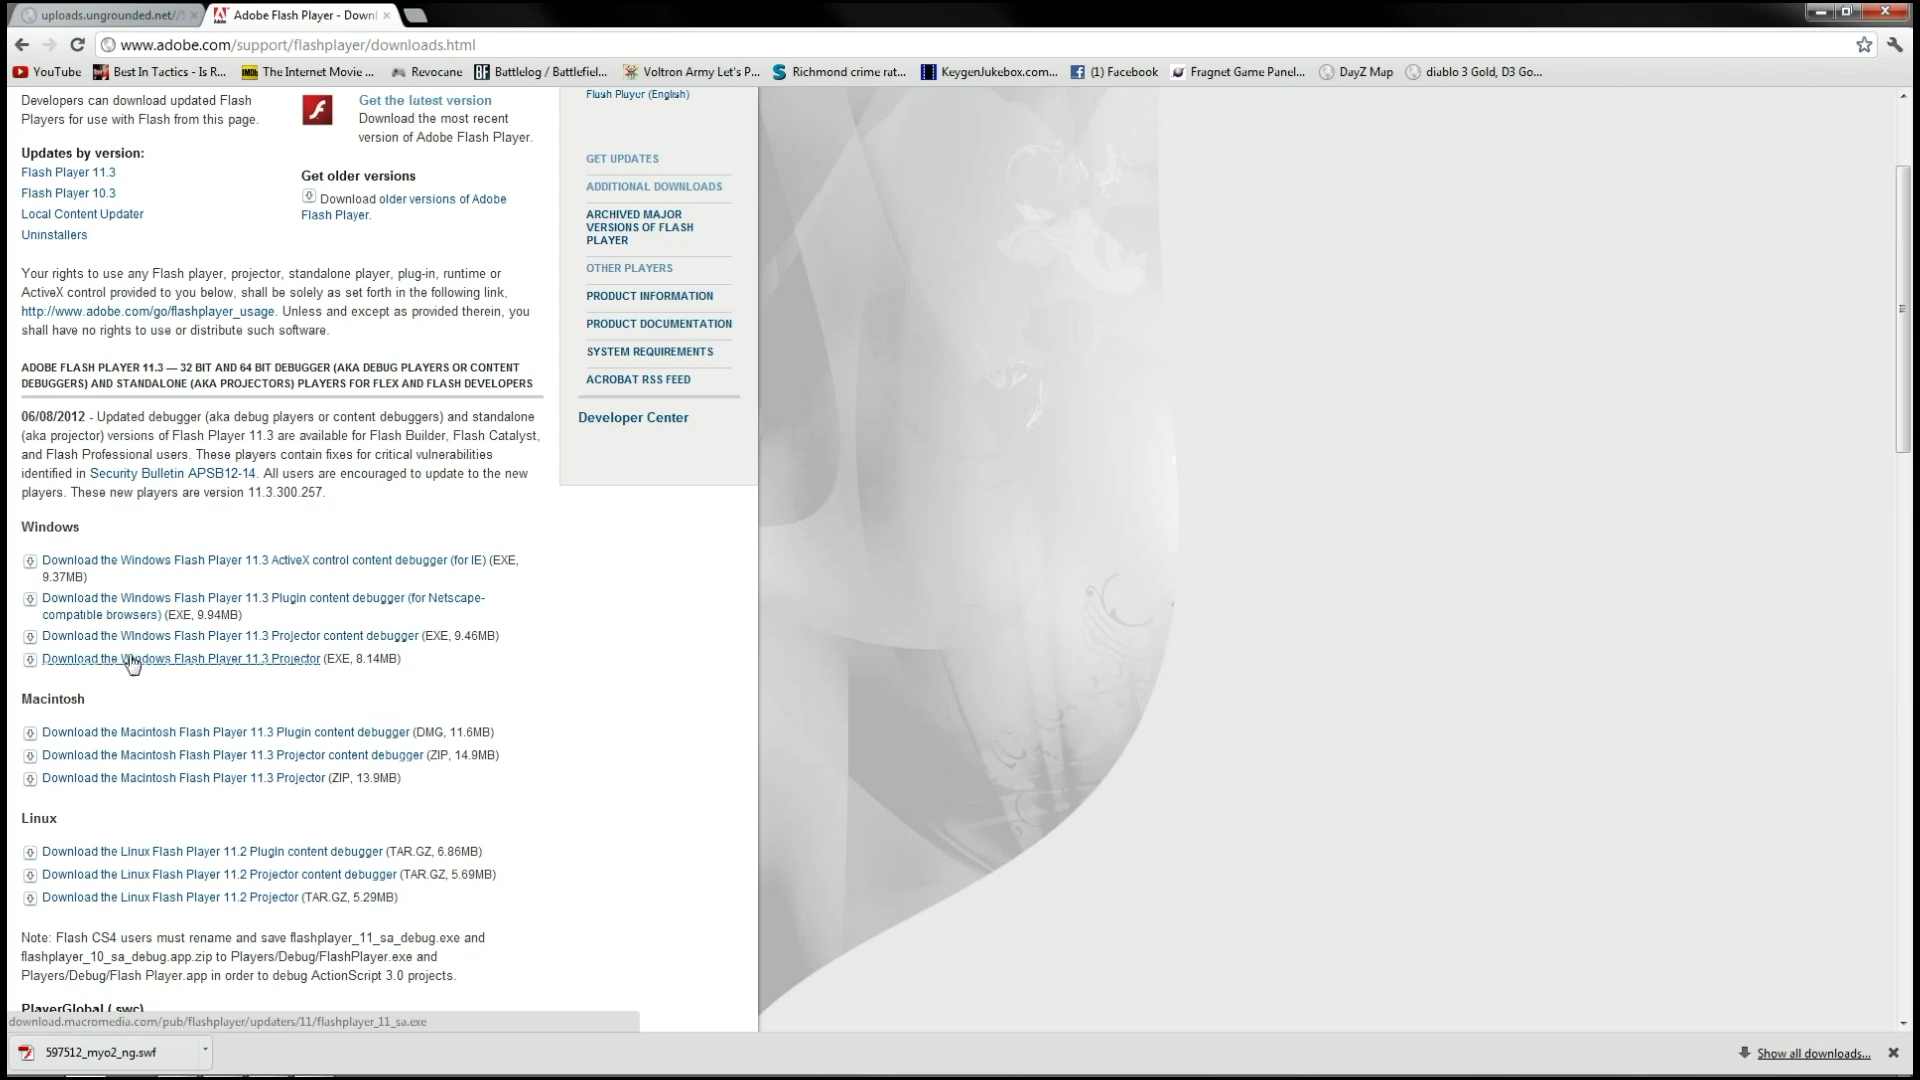 uploads.ungrounded.net//
Adobe Flash Player - Downl
www.adobe.com/support/flashplayer/downloads.html
YouTube
Best In Tactics - Is R...
The Internet Movie ...
Revocane
Battlelog / Battlefiel...
Voltron Army Let's P...
Richmond crime rat...
KeygenJukebox.com...
(1) Facebook
Fragnet Game Panel...
DayZ Map
diablo 3 Gold, D3 Go...
Developers can download updated Flash
Players for use with Flash from this page.
Updates by version:
Flash Player 11.3
Flash Player 10.3
Local Content Updater
Uninstallers
Get the latest version
Download the most recent
version of Adobe Flash Player.
Get older versions
Download older versions of Adobe
Flash Player.
Your rights to use any Flash player, projector, standalone player, plug-in, runtime or
ActiveX control provided to you below, shall be solely as set forth in the following link,
http://www.adobe.com/go/flashplayer_usage. Unless and except as provided therein, you
shall have no rights to use or distribute such software.
ADOBE FLASH PLAYER 11.3 — 32 BIT AND 64 BIT DEBUGGER (AKA DEBUG PLAYERS OR CONTENT
DEBUGGERS) AND STANDALONE (AKA PROJECTORS) PLAYERS FOR FLEX AND FLASH DEVELOPERS
06/08/2012 - Updated debugger (aka debug players or content debuggers) and standalone
(aka projector) versions of Flash Player 11.3 are available for Flash Builder, Flash Catalyst,
and Flash Professional users. These players contain fixes for critical vulnerabilities
identified in Security Bulletin APSB12-14. All users are encouraged to update to the new
players. These new players are version 11.3.300.257.
Windows
Download the Windows Flash Player 11.3 ActiveX control content debugger (for IE) (EXE,
9.37MB)
Download the Windows Flash Player 11.3 Plugin content debugger (for Netscape-
compatible browsers) (EXE, 9.94MB)
Download the Windows Flash Player 11.3 Projector content debugger (EXE, 9.46MB)
Download the Windows Flash Player 11.3 Projector (EXE, 8.14MB)
Macintosh
Download the Macintosh Flash Player 11.3 Plugin content debugger (DMG, 11.6MB)
Download the Macintosh Flash Player 11.3 Projector content debugger (ZIP, 14.9MB)
Download the Macintosh Flash Player 11.3 Projector (ZIP, 13.9MB)
Linux
Download the Linux Flash Player 11.2 Plugin content debugger (TAR.GZ, 6.86MB)
Download the Linux Flash Player 11.2 Projector content debugger (TAR.GZ, 5.69MB)
Download the Linux Flash Player 11.2 Projector (TAR.GZ, 5.29MB)
Note: Flash CS4 users must rename and save flashplayer_11_sa_debug.exe and
flashplayer_10_sa_debug.app.zip to Players/Debug/FlashPlayer.exe and
Players/Debug/Flash Player.app in order to debug ActionScript 3.0 projects.
PlayerGlobal (.swc)
Flash Player (English)
GET UPDATES
ADDITIONAL DOWNLOADS
ARCHIVED MAJOR
VERSIONS OF FLASH
PLAYER
OTHER PLAYERS
PRODUCT INFORMATION
PRODUCT DOCUMENTATION
SYSTEM REQUIREMENTS
ACROBAT RSS FEED
Developer Center
download.macromedia.com/pub/flashplayer/updaters/11/flashplayer_11_sa.exe
597512_myo2_ng.swf
Show all downloads...